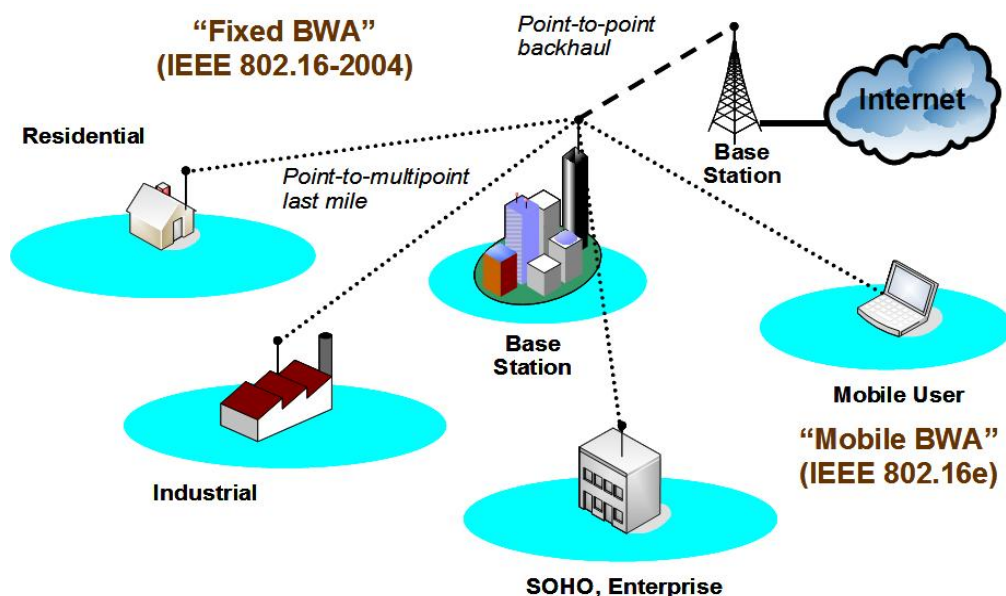 “Fixed BWA”
(IEEE 802.16-2004)
Point-to-point
backhaul
Internet
Residential
Base
Station
Point-to-multipoint
last mile
Base
Station
Mobile User
“Mobile BWA”
(IEEE 802.16e)
Industrial
SOHO, Enterprise